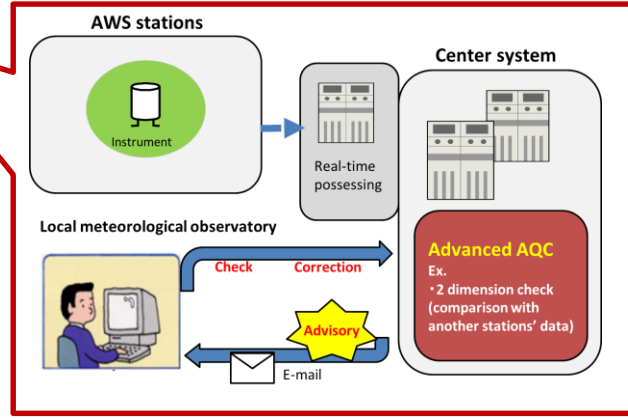 AWS stations
Instrument
Real-time
possessing
Center system
Advanced AQC
Ex.
・2 dimension check
(comparison with
another stations' data)
Local meteorological observatory
Check Correction
Advisory
E-mail